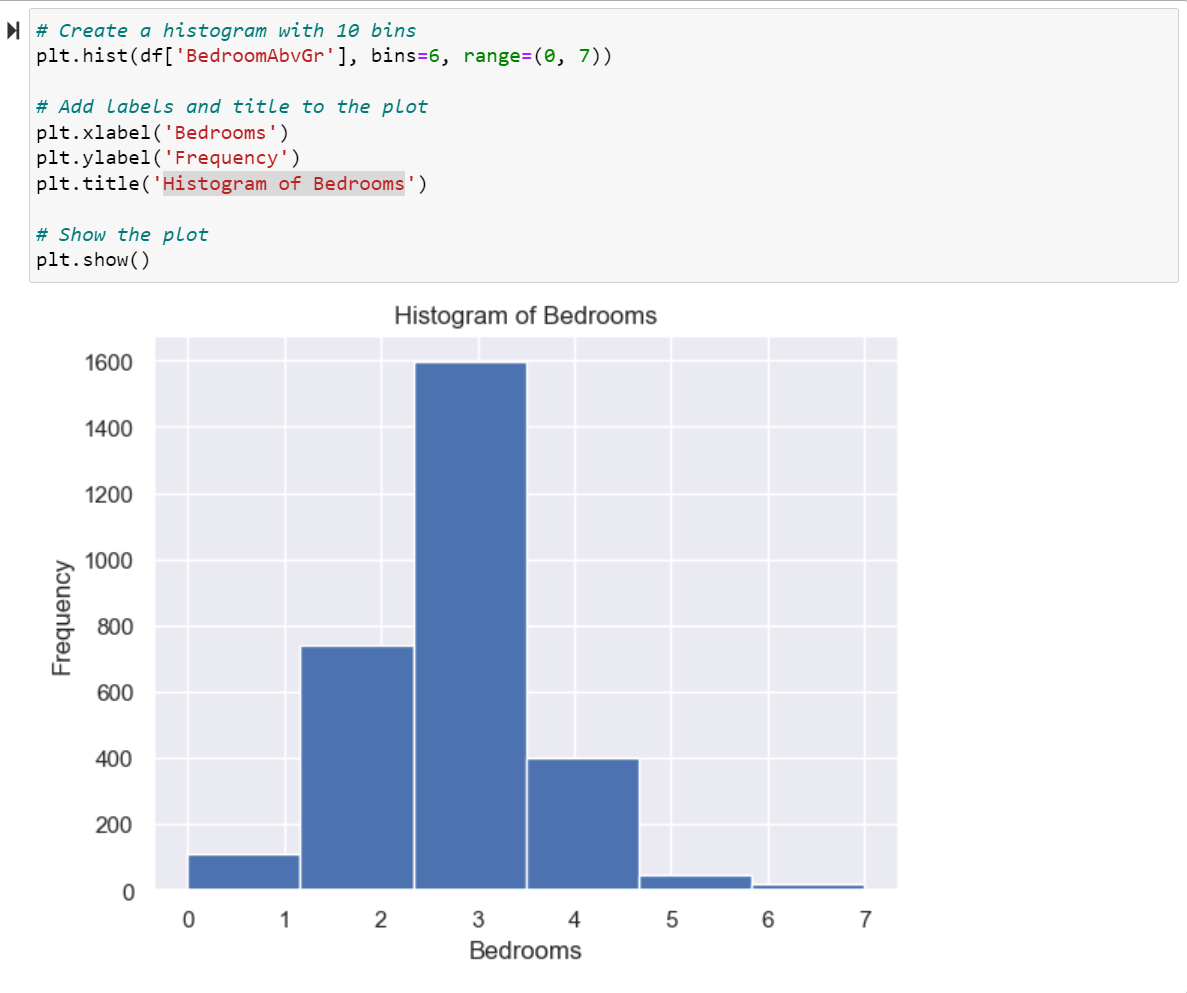 # Create a histogram with 10 bins
plt.hist(df['BedroomAbvGr'], bins=6, range=(0, 7))
# Add labels and title to the plot
plt.xlabel('Bedrooms')
plt.ylabel('Frequency')
plt.title('Histogram of Bedrooms')
# Show the plot
plt.show()
Histogram of Bedrooms
1600
1400
1200
1000
800
600
400
200
0
Frequency
0 1 2 3 4 5 6 7
Bedrooms